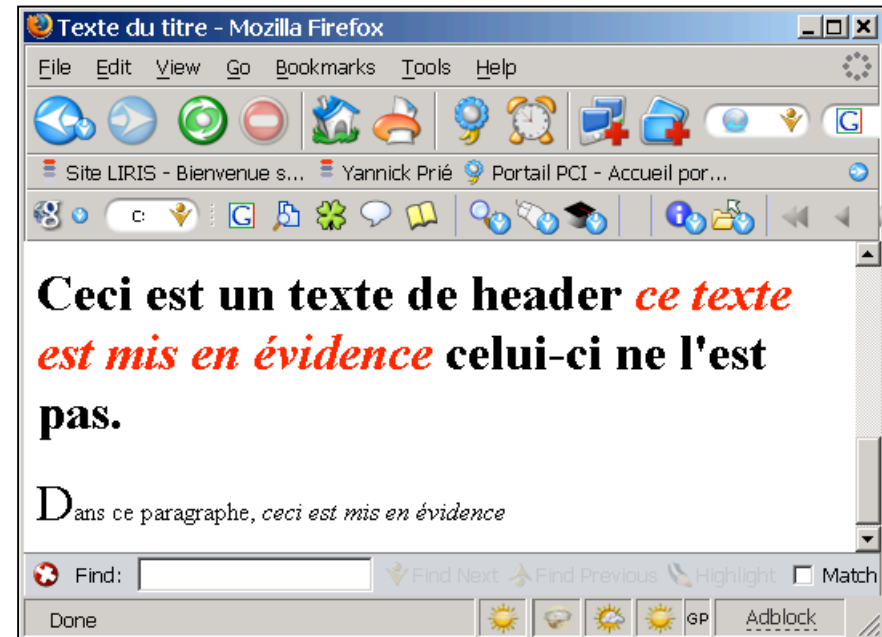 Texte du titre - Mozilla Firefox
File Edit View Go Bookmarks Tools Help
G
Site LIRIS - Bienvenue s... Yannick Prié Portail PCI - Accueil por...
c: G
Ceci est un texte de header ce texte
est mis en évidence celui-ci ne l'est
pas.
Dans ce paragraphe, ceci est mis en évidence
Find: Find Next Find Previous Highlight Match
Done GP Adblock